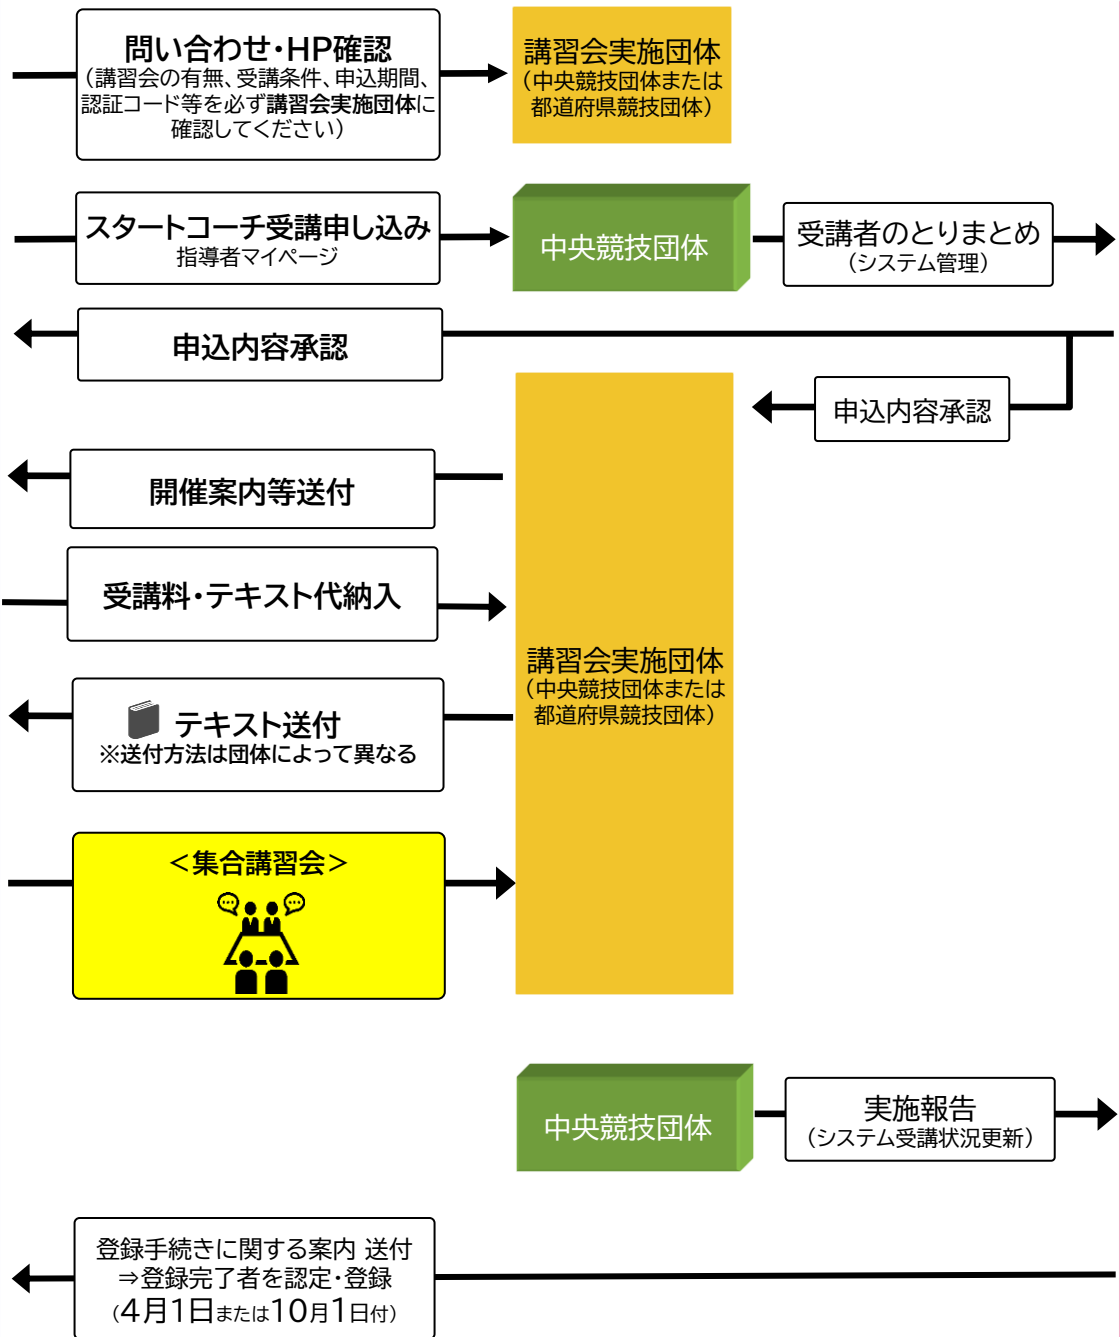 問い合わせ・HP確認
（講習会の有無、受講条件、申込期間、
認証コード等を必ず講習会実施団体に
確認してください）
講習会実施団体
（中央競技団体または
都道府県競技団体）
スタートコーチ受講申し込み
指導者マイページ
中央競技団体
受講者のとりまとめ
（システム管理）
申込内容承認
申込内容承認
開催案内等送付
受講料・テキスト代納入
講習会実施団体
（中央競技団体または
都道府県競技団体）
テキスト送付
※送付方法は団体によって異なる
＜集合講習会＞
中央競技団体
実施報告
（システム受講状況更新）
登録手続きに関する案内 送付
⇒登録完了者を認定・登録
（4月1日または10月1日付）